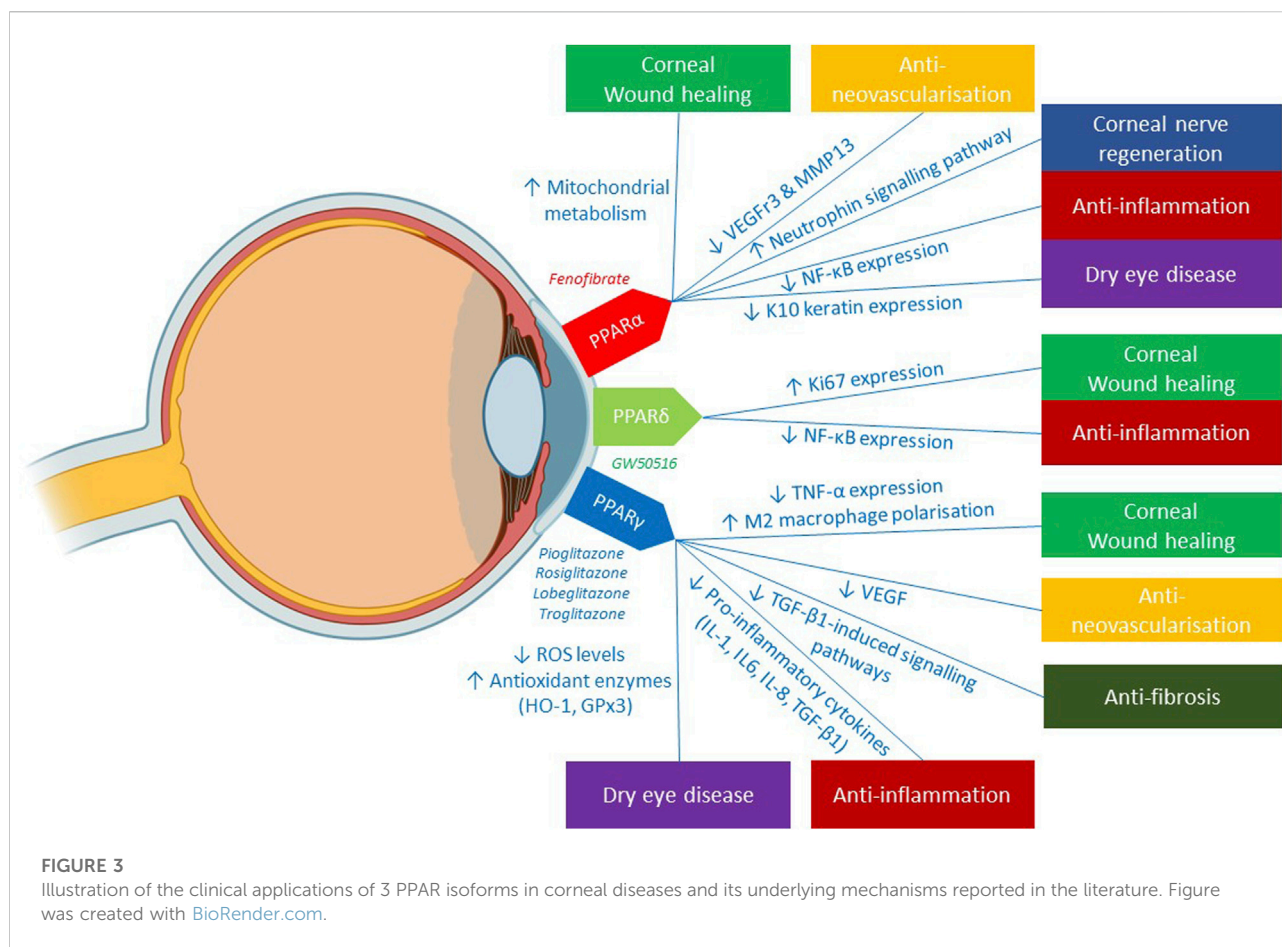 Corneal
Wound healing
Anti-
neovascularisation
Corneal nerve
regeneration
Anti-inflammation
Dry eye disease
↑ Mitochondrial
metabolism
↓ VEGFr3 & MMP13
↑ Neutrophin signalling pathway
↓ NF-κB expression
↓ K10 keratin expression
Fenofibrate
PPARα
PPARδ
GW50516
↑ Ki67 expression
↓ NF-κB expression
Corneal
Wound healing
Anti-inflammation
PPARγ
Pioglitazone
Rosiglitazone
Lobeglitazone
Troglitazone
↓ TNF-α expression
↑ M2 macrophage polarisation
↓ VEGF
↓ TGF-β1-induced signalling
pathways
↓ Pro-inflammatory cytokines
(IL-1, IL6, IL-8, TGF-β1)
↓ ROS levels
↑ Antioxidant enzymes
(HO-1, GPx3)
Corneal
Wound healing
Anti-
neovascularisation
Anti-fibrosis
Dry eye disease
Anti-inflammation
FIGURE 3
Illustration of the clinical applications of 3 PPAR isoforms in corneal diseases and its underlying mechanisms reported in the literature. Figure
was created with BioRender.com.